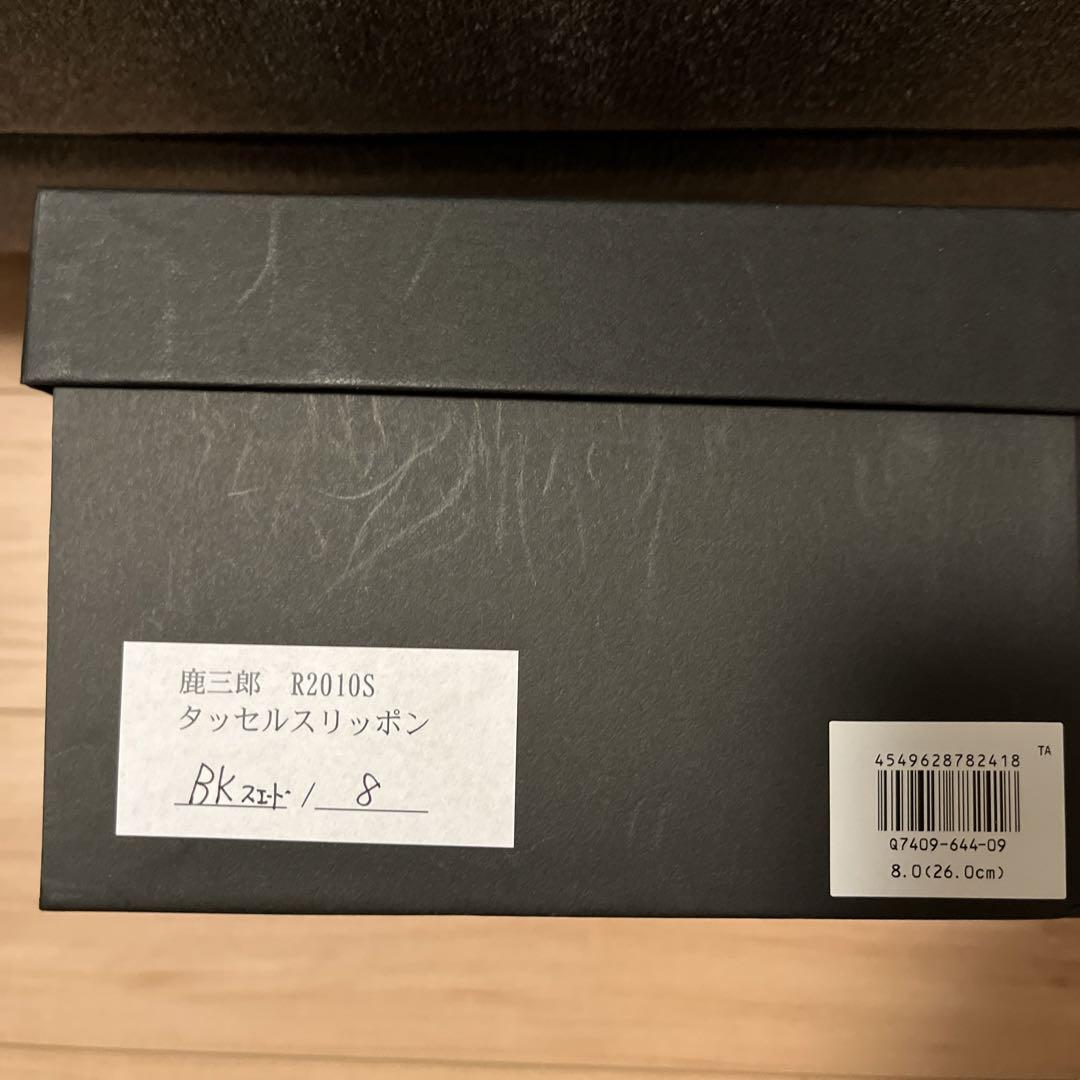 鹿三郎　R2010S
タッセルスリッポン
BKスエード / 8
TA
4549628782418
Q7409-644-09
8.0(26.0cm)